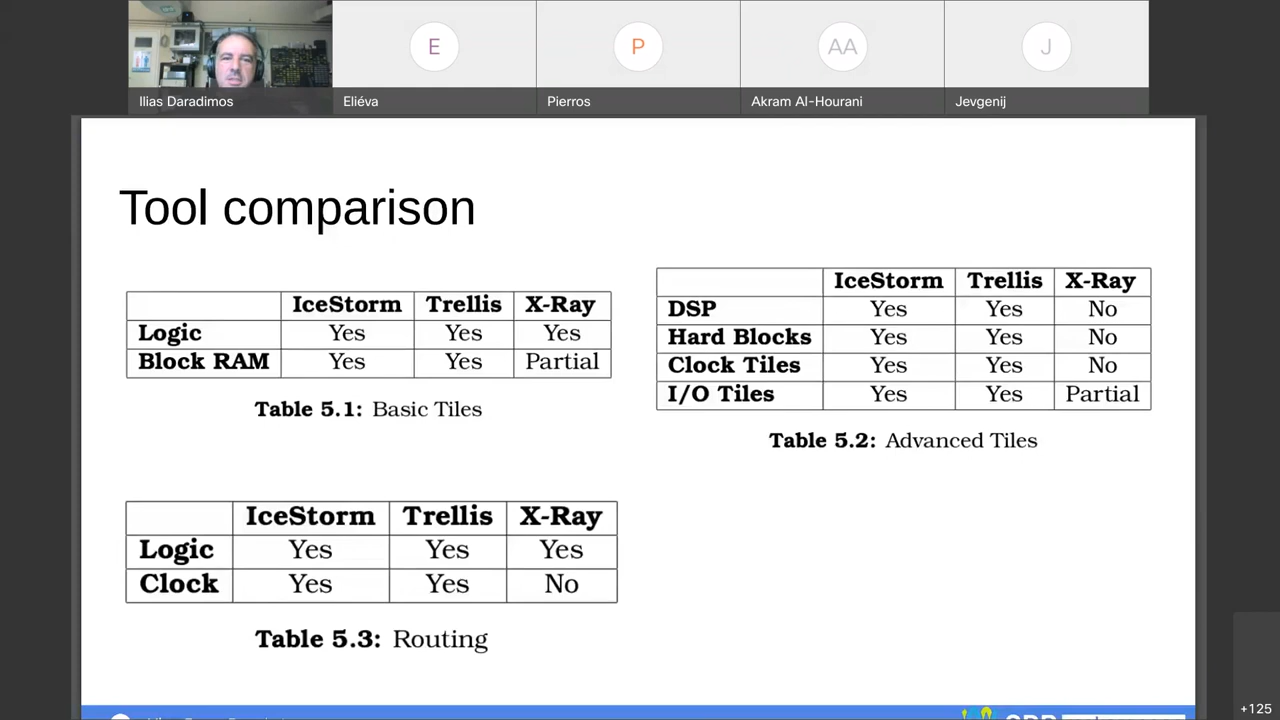 E
P
AA
J
Ilias Daradimos
Eliéva
Pierros
Akram Al-Hourani
Jevgenij
Tool comparison
IceStorm Trellis X-Ray
Logic Yes Yes Yes
Block RAM Yes Yes Partial
Table 5.1: Basic Tiles
IceStorm Trellis X-Ray
DSP Yes Yes No
Hard Blocks Yes Yes No
Clock Tiles Yes Yes No
I/O Tiles Yes Yes Partial
Table 5.2: Advanced Tiles
IceStorm Trellis X-Ray
Logic Yes Yes Yes
Clock Yes Yes No
Table 5.3: Routing
+125